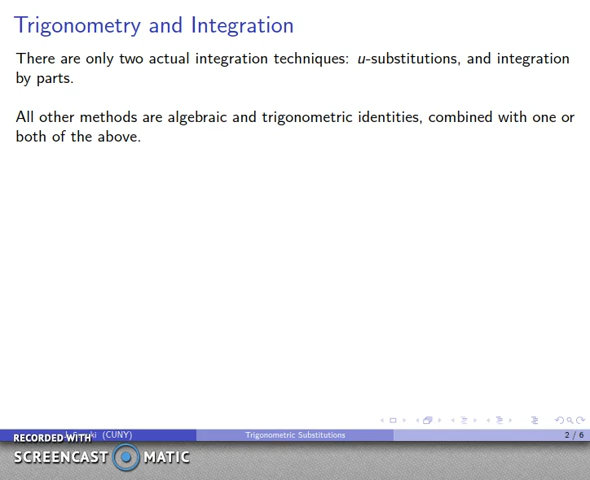 Trigonometry and Integration
There are only two actual integration techniques: u-substitutions, and integration
by parts.
All other methods are algebraic and trigonometric identities, combined with one or
both of the above.
(CUNY) Trigonometric Substitutions 2 / 6
RECORDED WITH
SCREENCAST MATIC